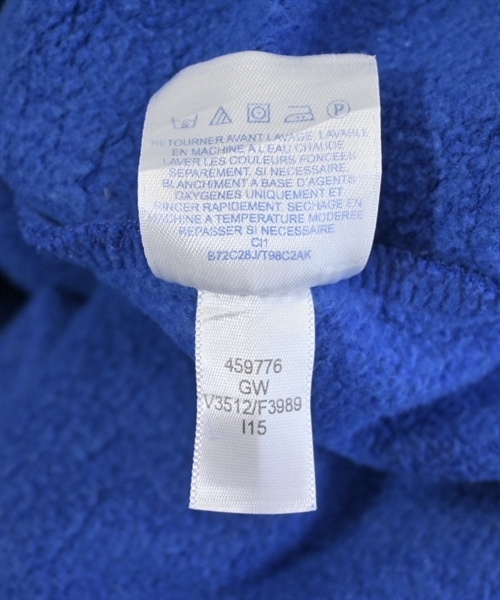 RETOURNER AVANT LAVAGE. LAVABLE
EN MACHINE A L'EAU CHAUDE
LAVER LES COULEURS FONCEES
SEPAREMENT. SI NECESSAIRE,
BLANCHIMENT A BASE D'AGENTS
OXYGENES UNIQUEMENT ET
RINCER RAPIDEMENT. SECHAGE EN
MACHINE A TEMPERATURE MODEREE
REPASSER SI NECESSAIRE
CI1
B72C28J/T98C2AK
459776
GW
V3512/F3989
I15